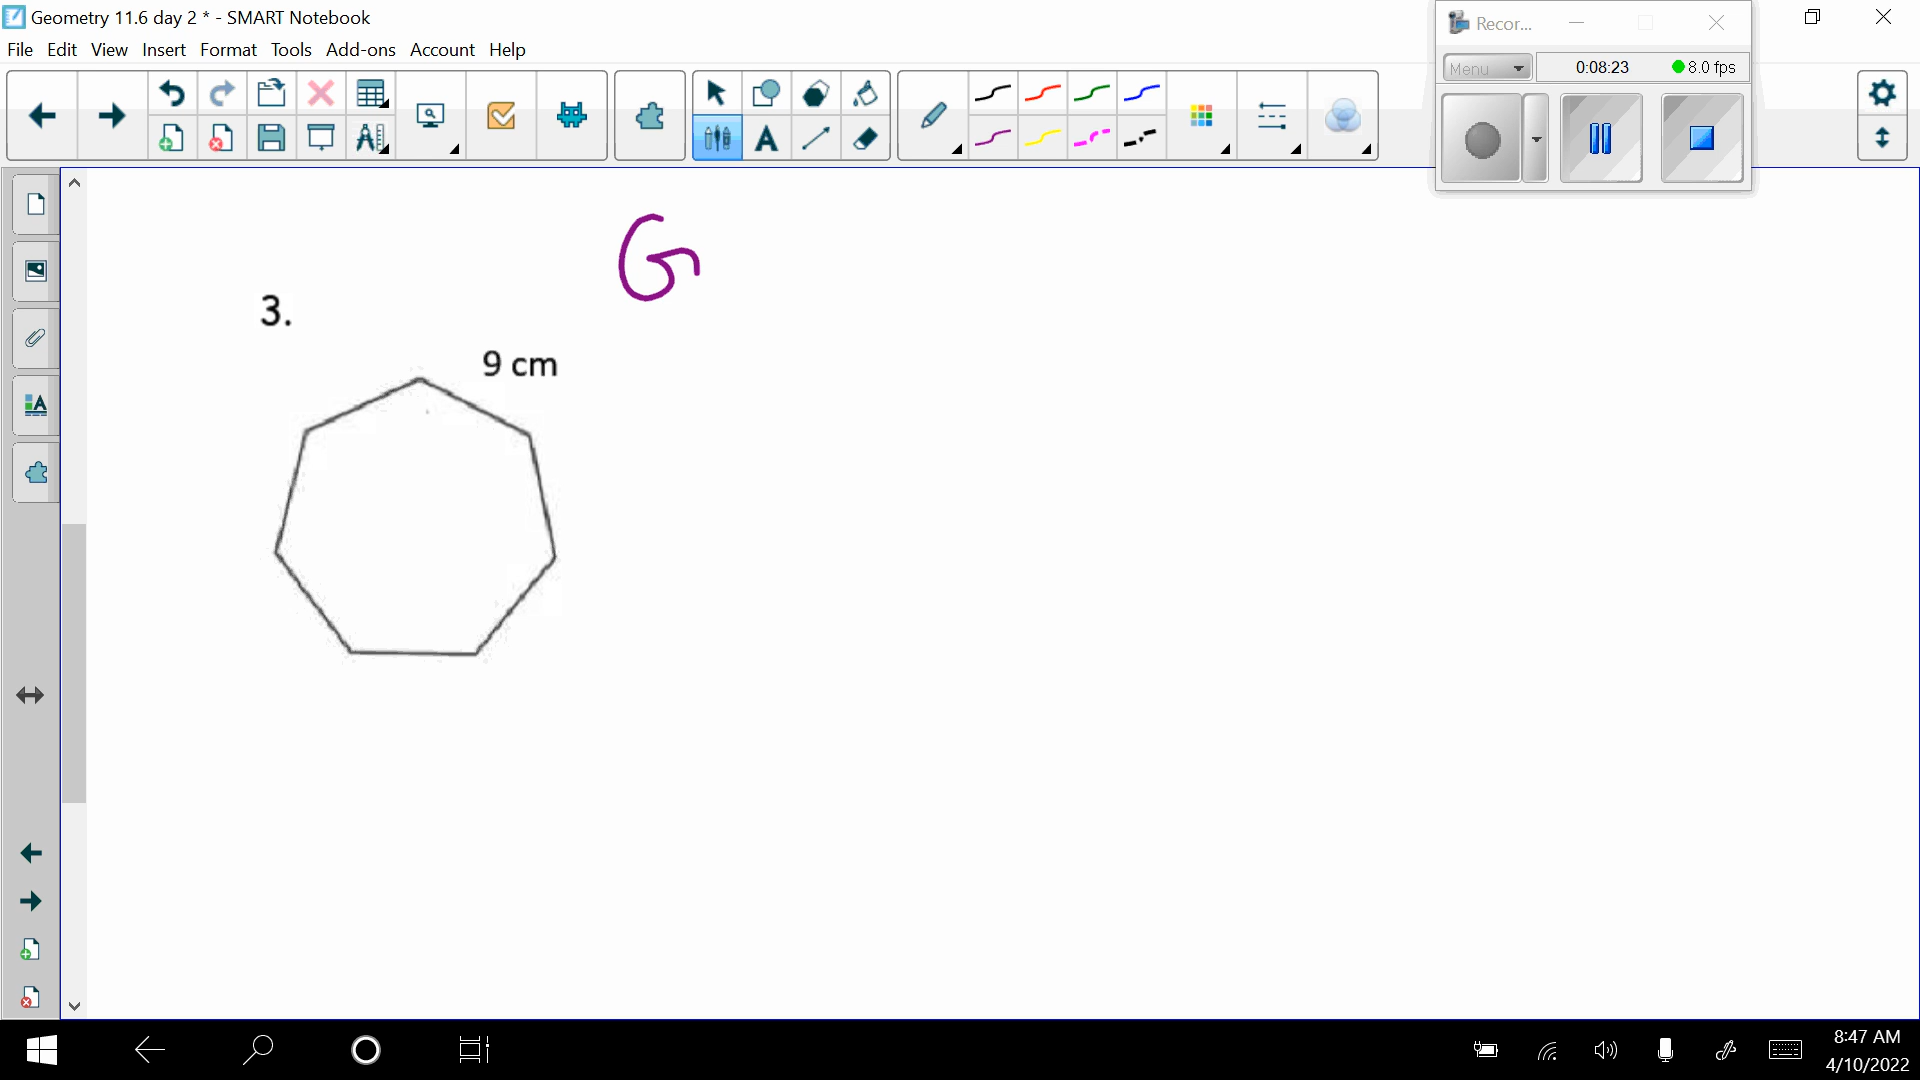 Geometry 11.6 day 2 * - SMART Notebook
File Edit View Insert Format Tools Add-ons Account Help
Recor...
Menu
0:08:23
8.0 fps
G
3.
9 cm
8:47 AM
4/10/2022